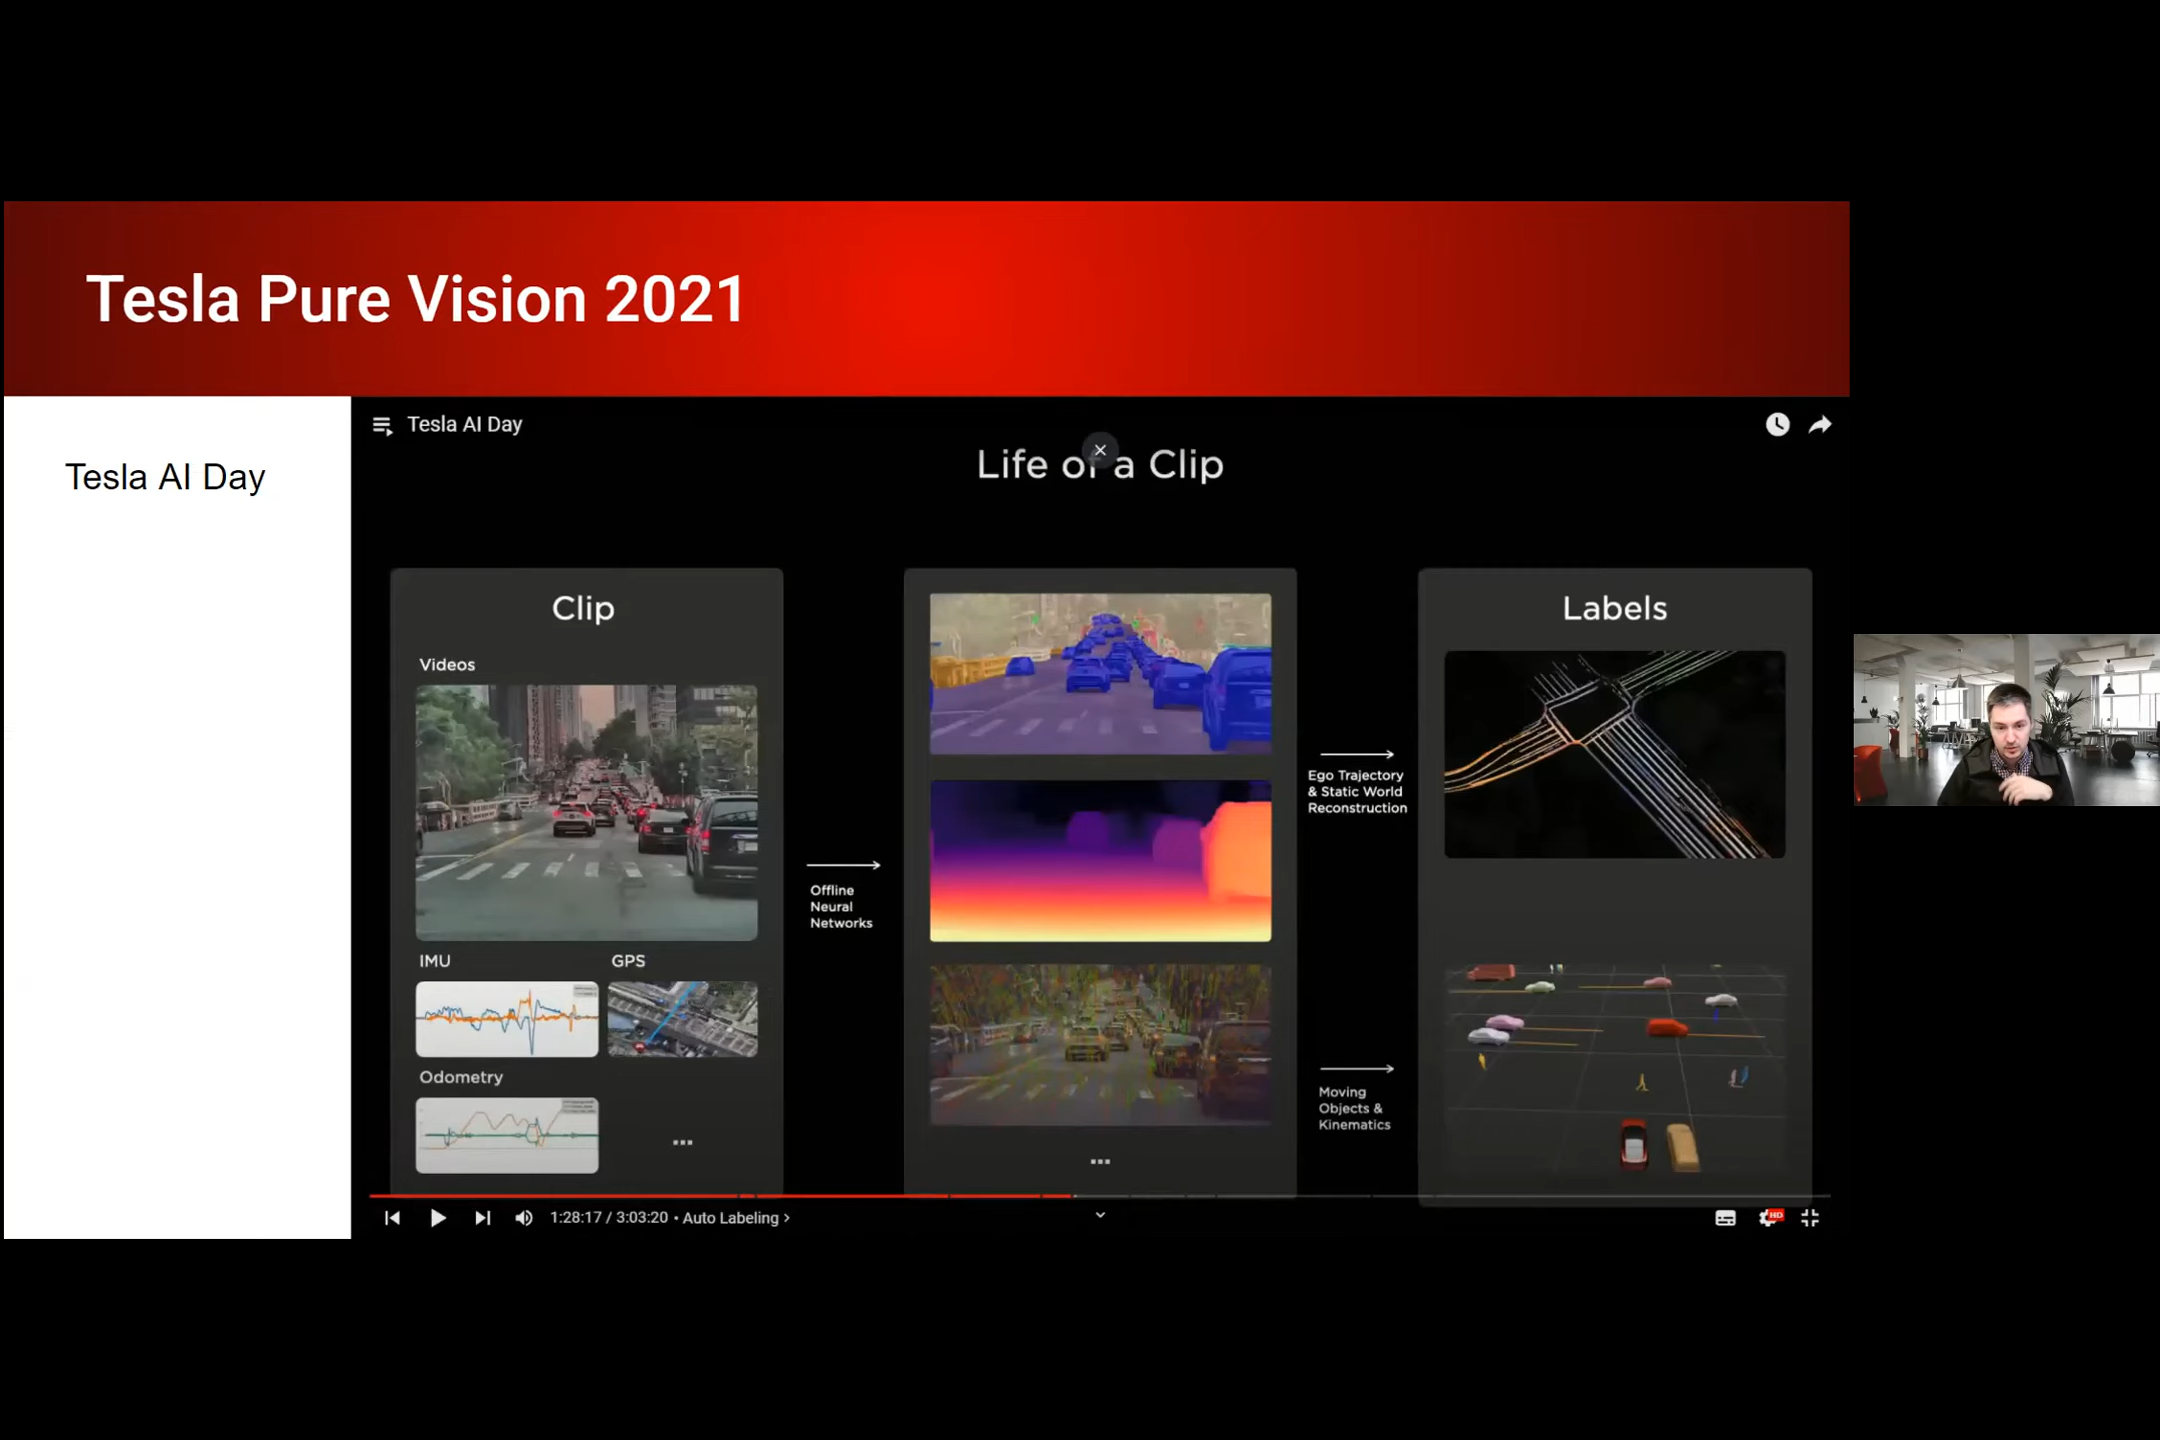 Tesla Pure Vision 2021
Tesla AI Day
Tesla AI Day
Life of a Clip
Clip
Videos
IMU
GPS
Odometry
...
Offline
Neural
Networks
...
Ego Trajectory
& Static World
Reconstruction
Moving
Objects &
Kinematics
Labels
1:28:17 / 3:03:20 • Auto Labeling >
HD